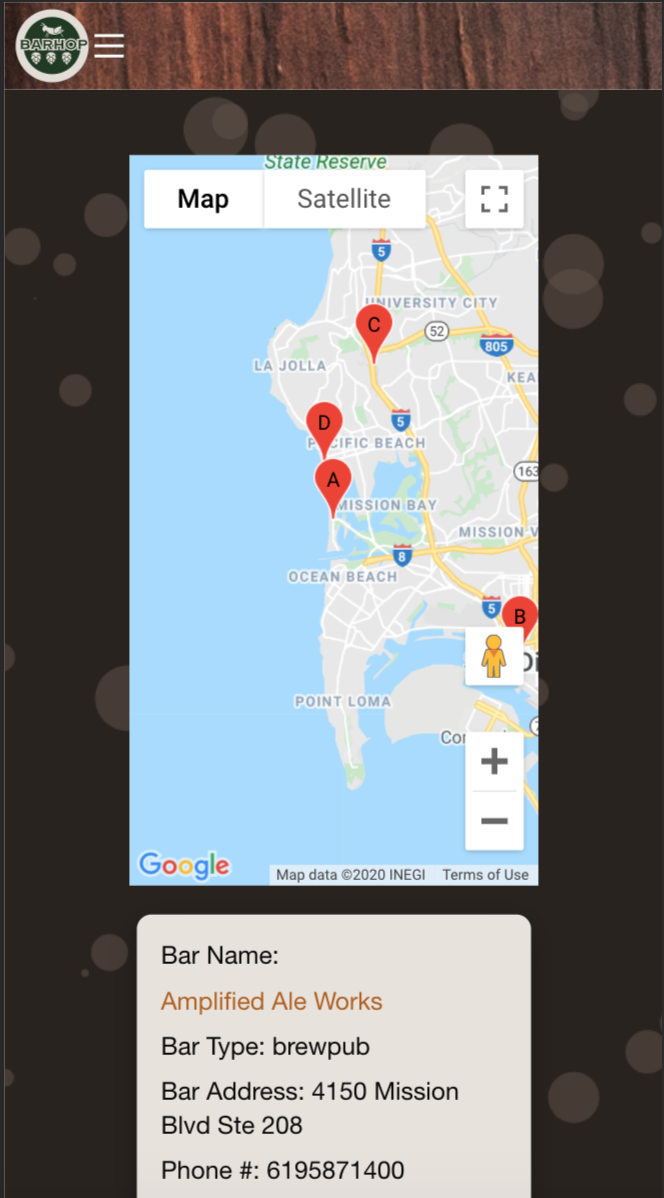 BARHOP
State Reserve
Map Satellite
5
UNIVERSITY CITY
C
52
805
LA JOLLA
KEA
D
5
PACIFIC BEACH
A
163
MISSION BAY
MISSION V
8
OCEAN BEACH
5
B
Di
POINT LOMA
Cor
+
−
Google
Map data ©2020 INEGI Terms of Use
Bar Name:
Amplified Ale Works
Bar Type: brewpub
Bar Address: 4150 Mission
Blvd Ste 208
Phone #: 6195871400